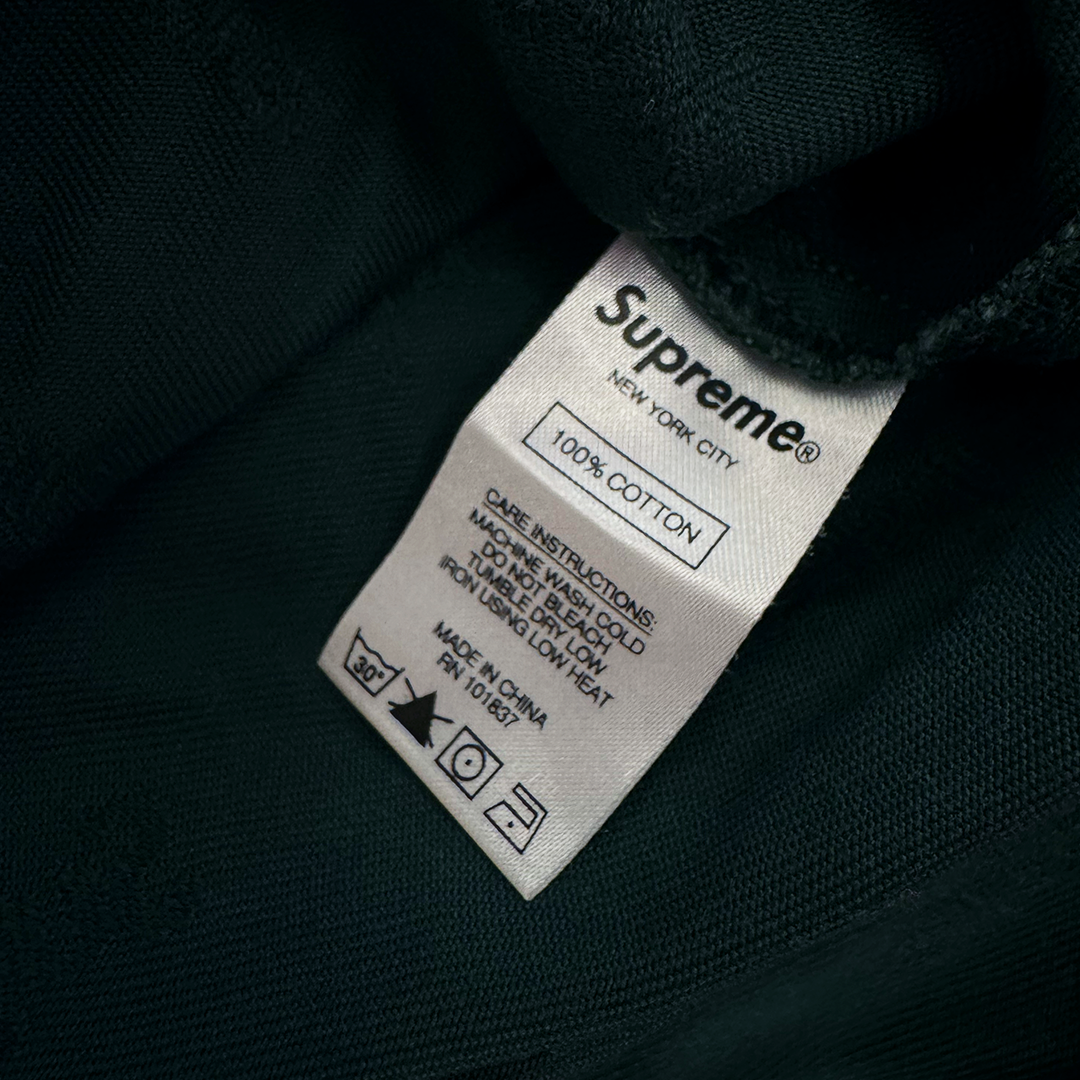 Supreme®
NEW YORK CITY
100% COTTON
CARE INSTRUCTIONS:
MACHINE WASH COLD
DO NOT BLEACH
TUMBLE DRY LOW
IRON USING LOW HEAT
MADE IN CHINA
RN 101837
30°